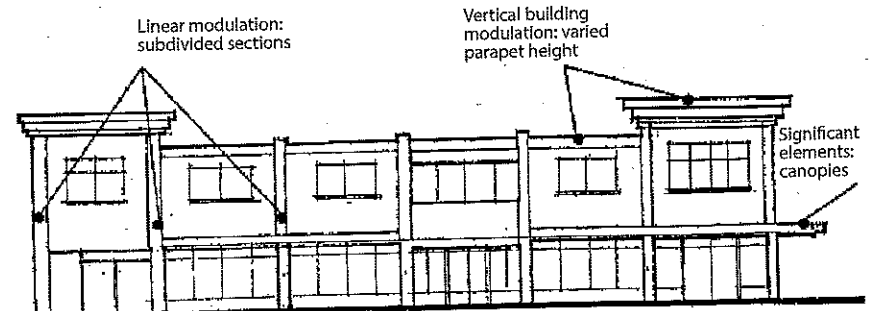 Linear modulation:
subdivided sections
Vertical building
modulation: varied
parapet height
Significant
elements:
canopies